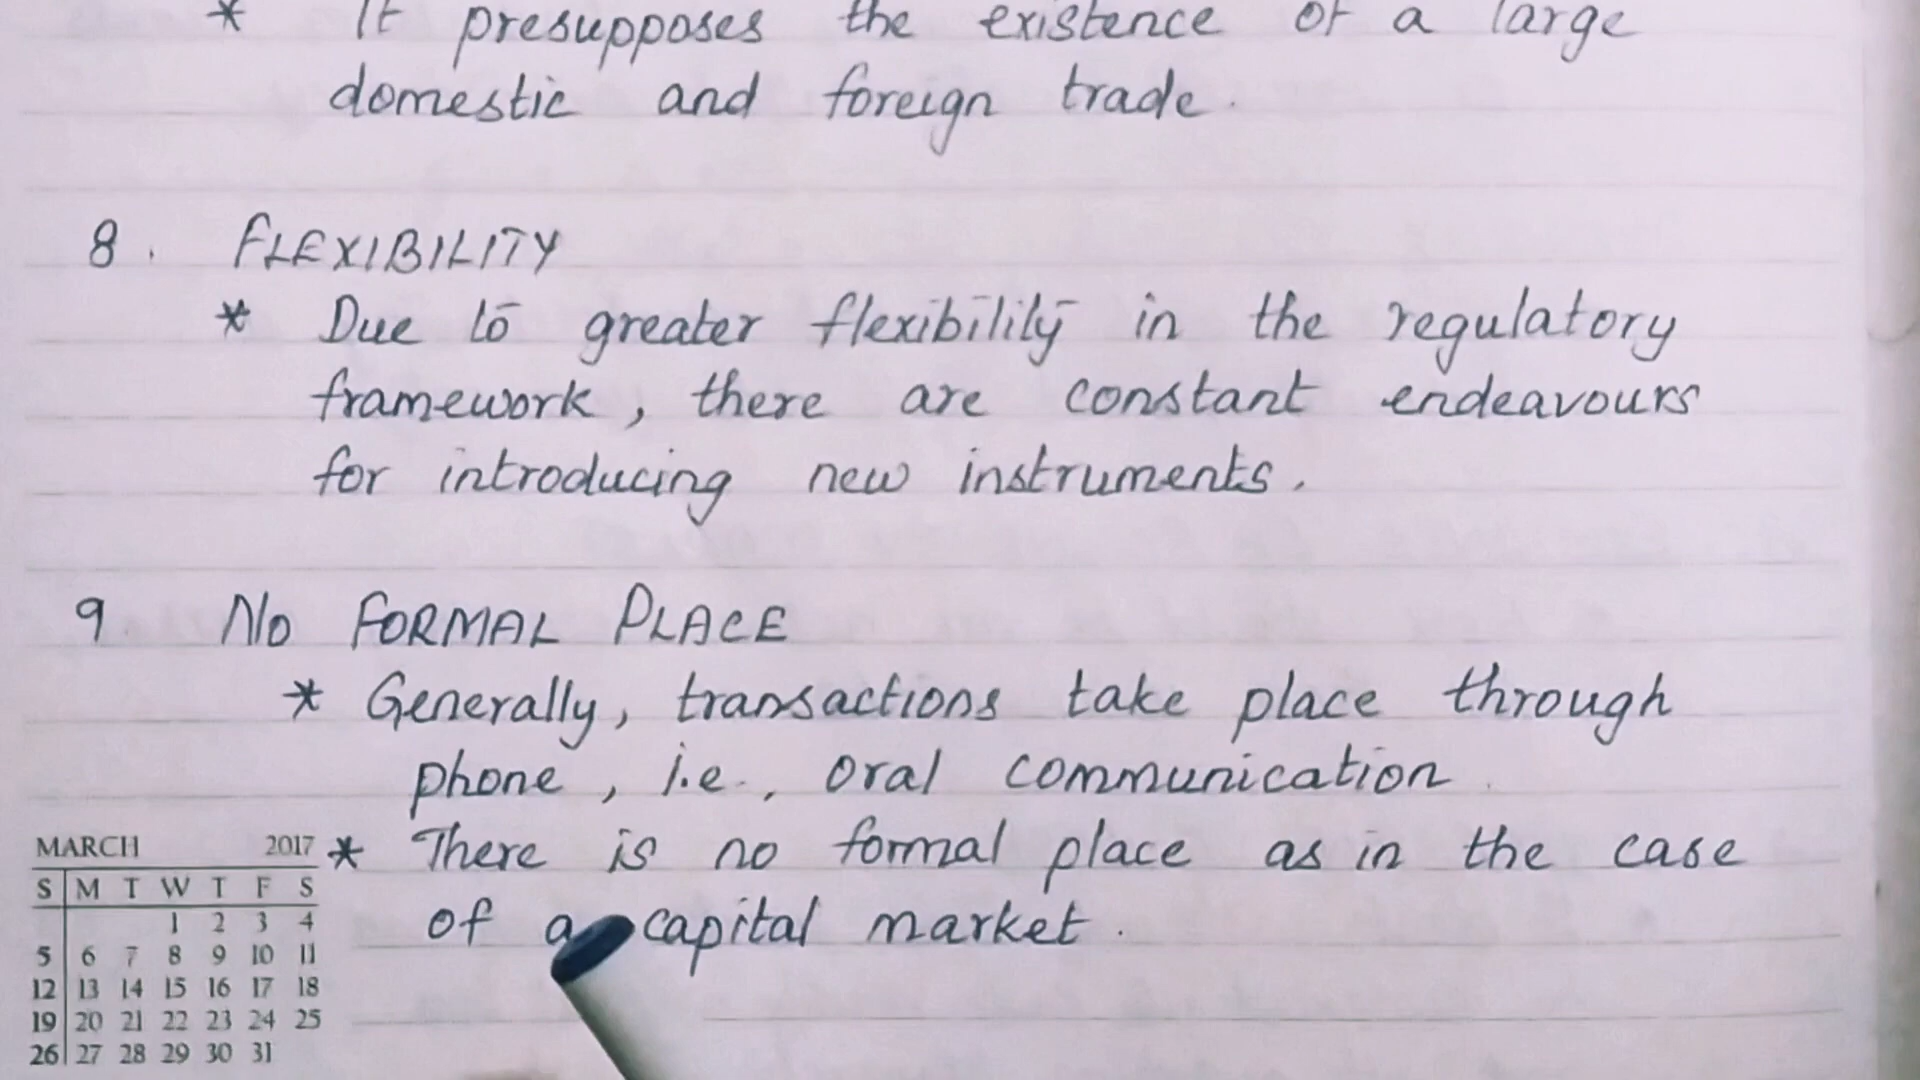 * It presupposes the existence of a large
domestic and foreign trade.
8. FLEXIBILITY
* Due to greater flexibility in the regulatory
framework, there are constant endeavours
for introducing new instruments.
9. NO FORMAL PLACE
* Generally, transactions take place through
phone, i.e., oral communication.
* There is no formal place as in the case
of a capital market.
MARCH 2017
S M T W T F S
1 2 3 4
5 6 7 8 9 10 11
12 13 14 15 16 17 18
19 20 21 22 23 24 25
26 27 28 29 30 31